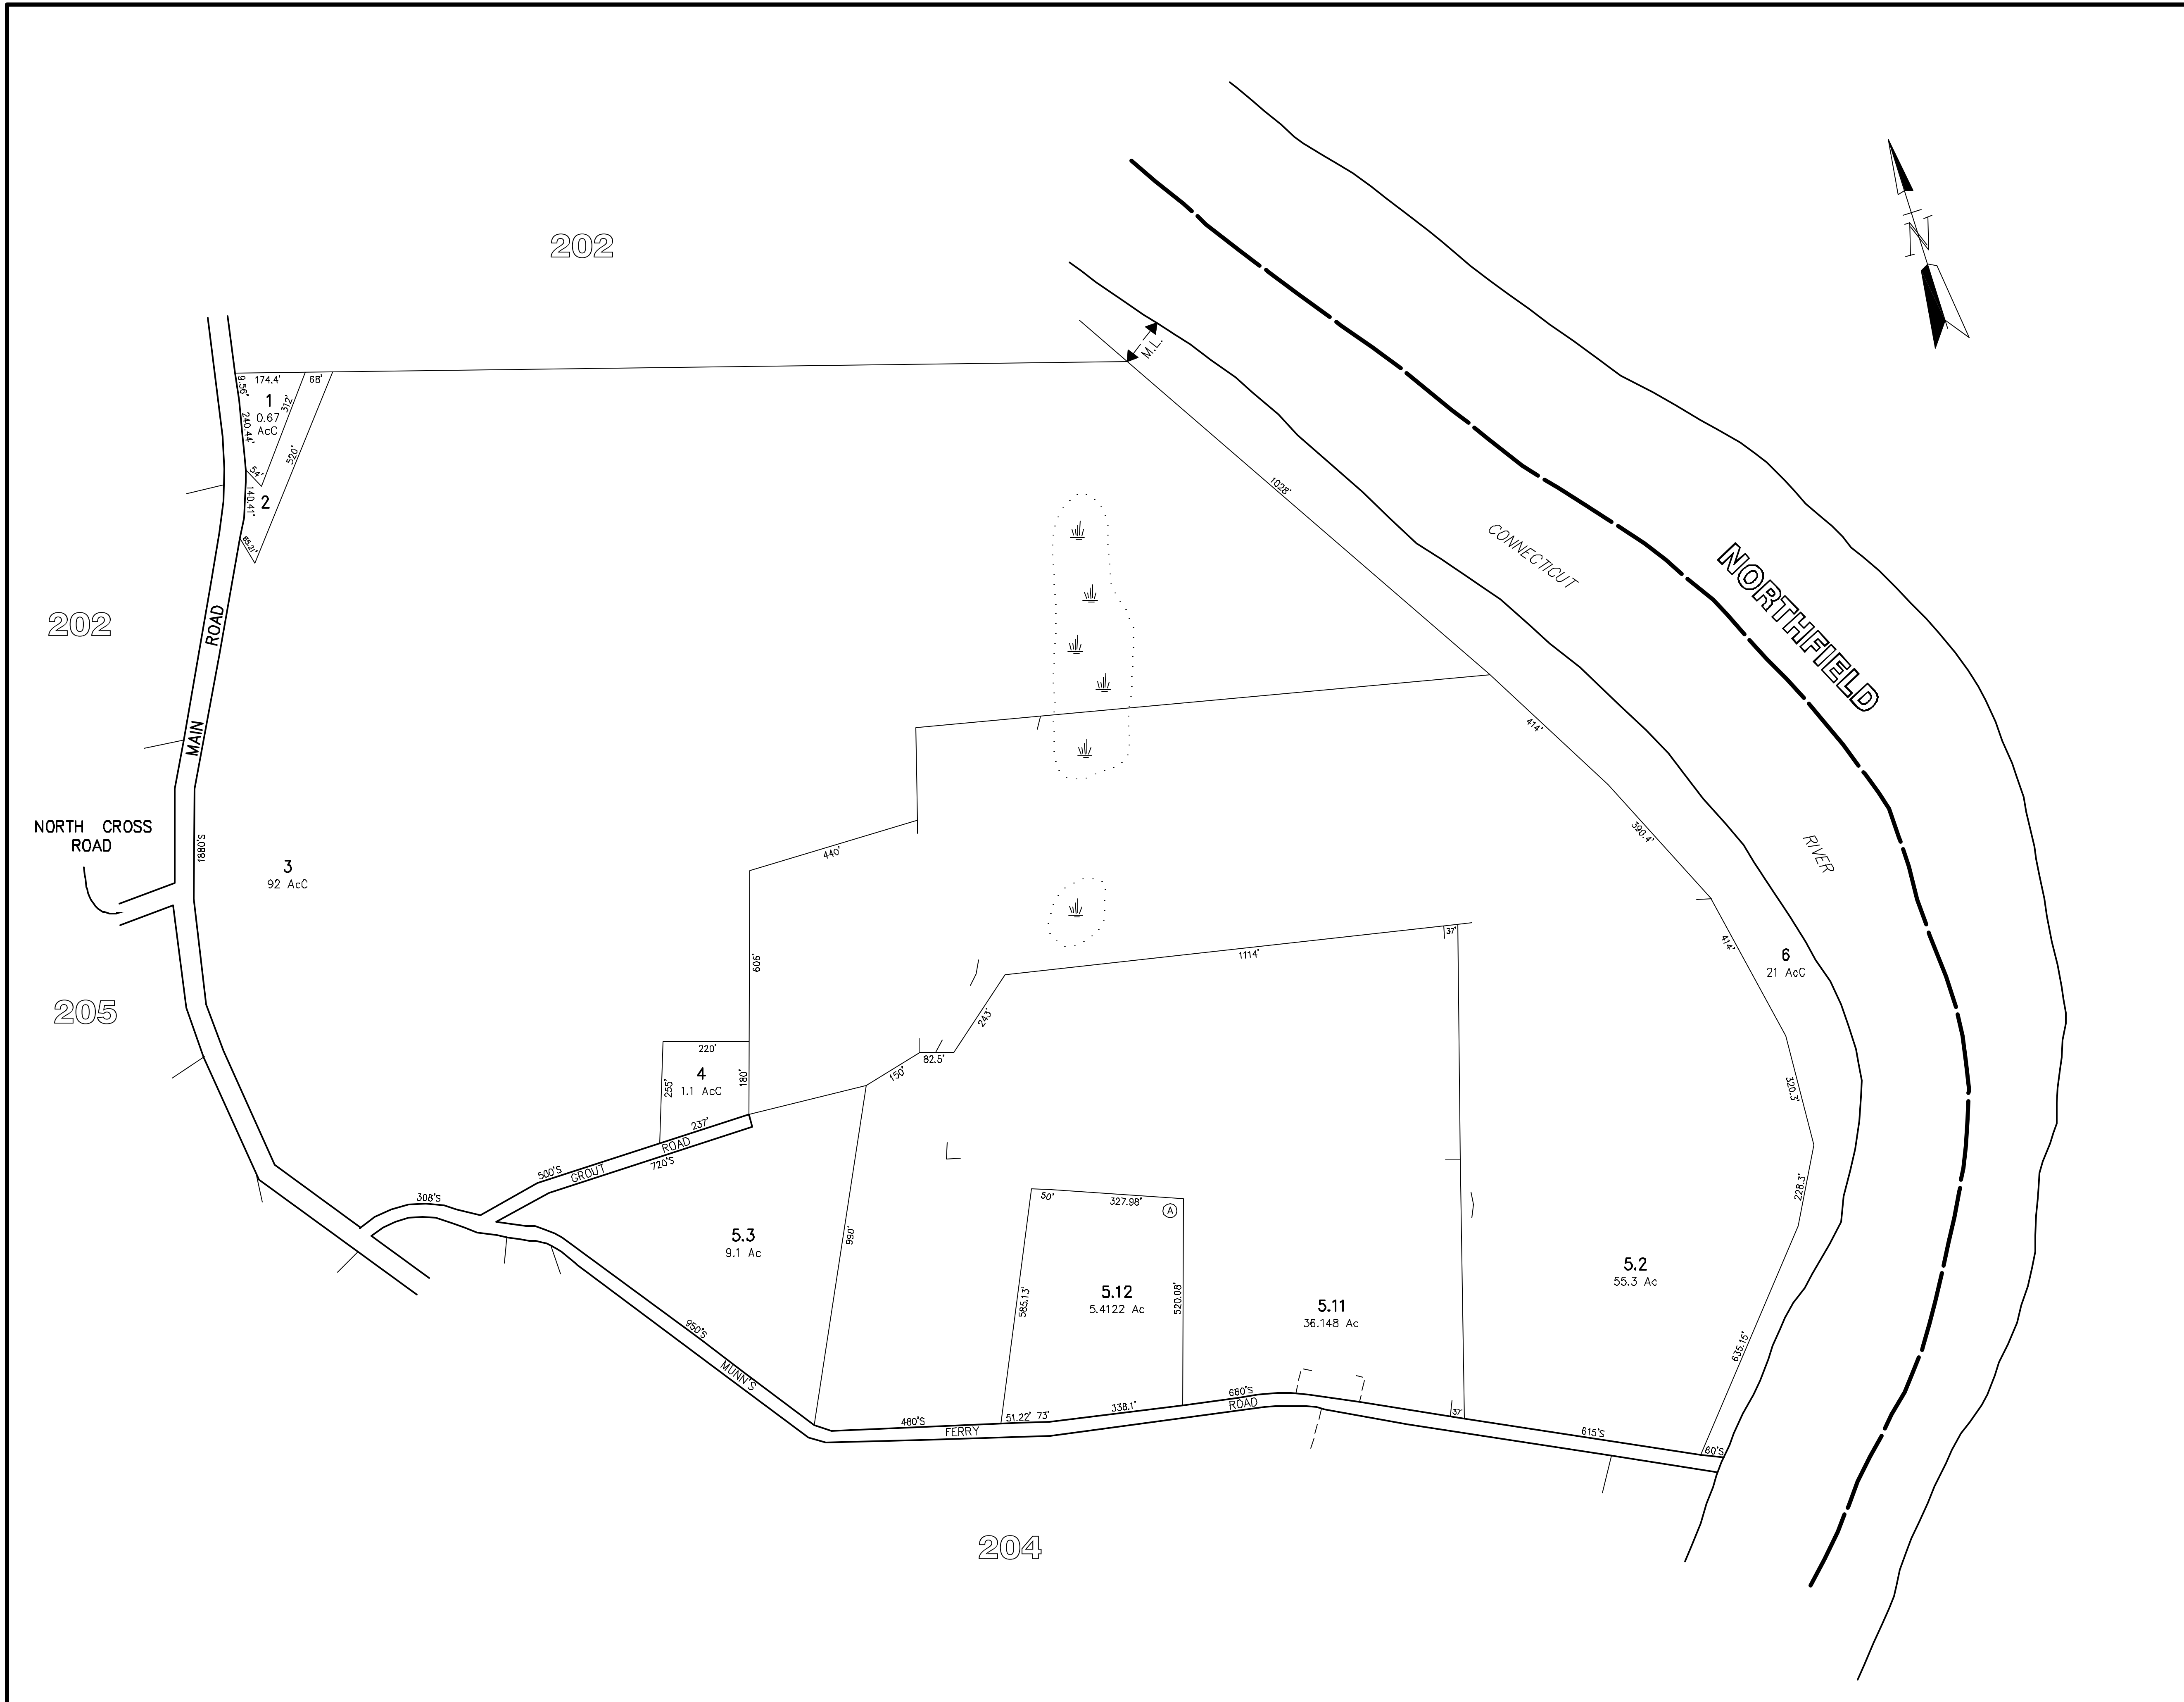 202
N
M.L.
9.56'
174.4'
68'
1
0.67
AcC
312'
240.44'
520'
54'
2
140.41'
65.21'
1028'
CONNECTICUT
NORTHFIELD
202
MAIN ROAD
414'
390.4'
NORTH CROSS
ROAD
1880'S
3
92 AcC
440'
RIVER
606'
1114'
37'
414'
6
21 AcC
205
243'
82.5'
150'
220'
4
1.1 AcC
255'
180'
237'
320.3'
500'S
GROUT ROAD
720'S
308'S
50'
327.98'
A
228.3'
5.3
9.1 Ac
990'
5.2
55.3 Ac
5.12
5.4122 Ac
585.13'
520.08'
5.11
36.148 Ac
950'S
635.15'
MUNN'S FERRY ROAD
480'S
51.22'
73'
338.1'
680'S
37'
615'S
60'S
204